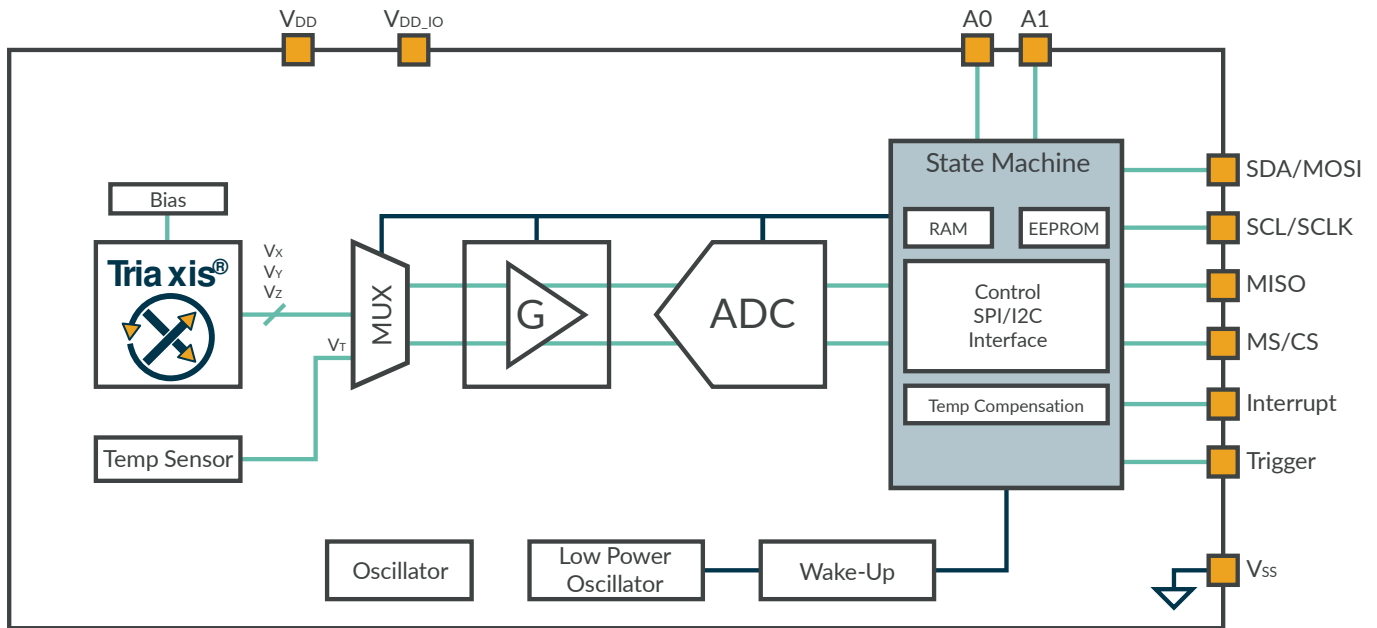 VDD
VDD_IO
A0
A1
State Machine
SDA/MOSI
Bias
RAM
EEPROM
SCL/SCLK
Triaxis®
VX
VY
VZ
MUX
G
ADC
Control
SPI/I2C
Interface
MISO
VT
MS/CS
Temp Compensation
Interrupt
Temp Sensor
Trigger
Oscillator
Low Power
Oscillator
Wake-Up
VSS